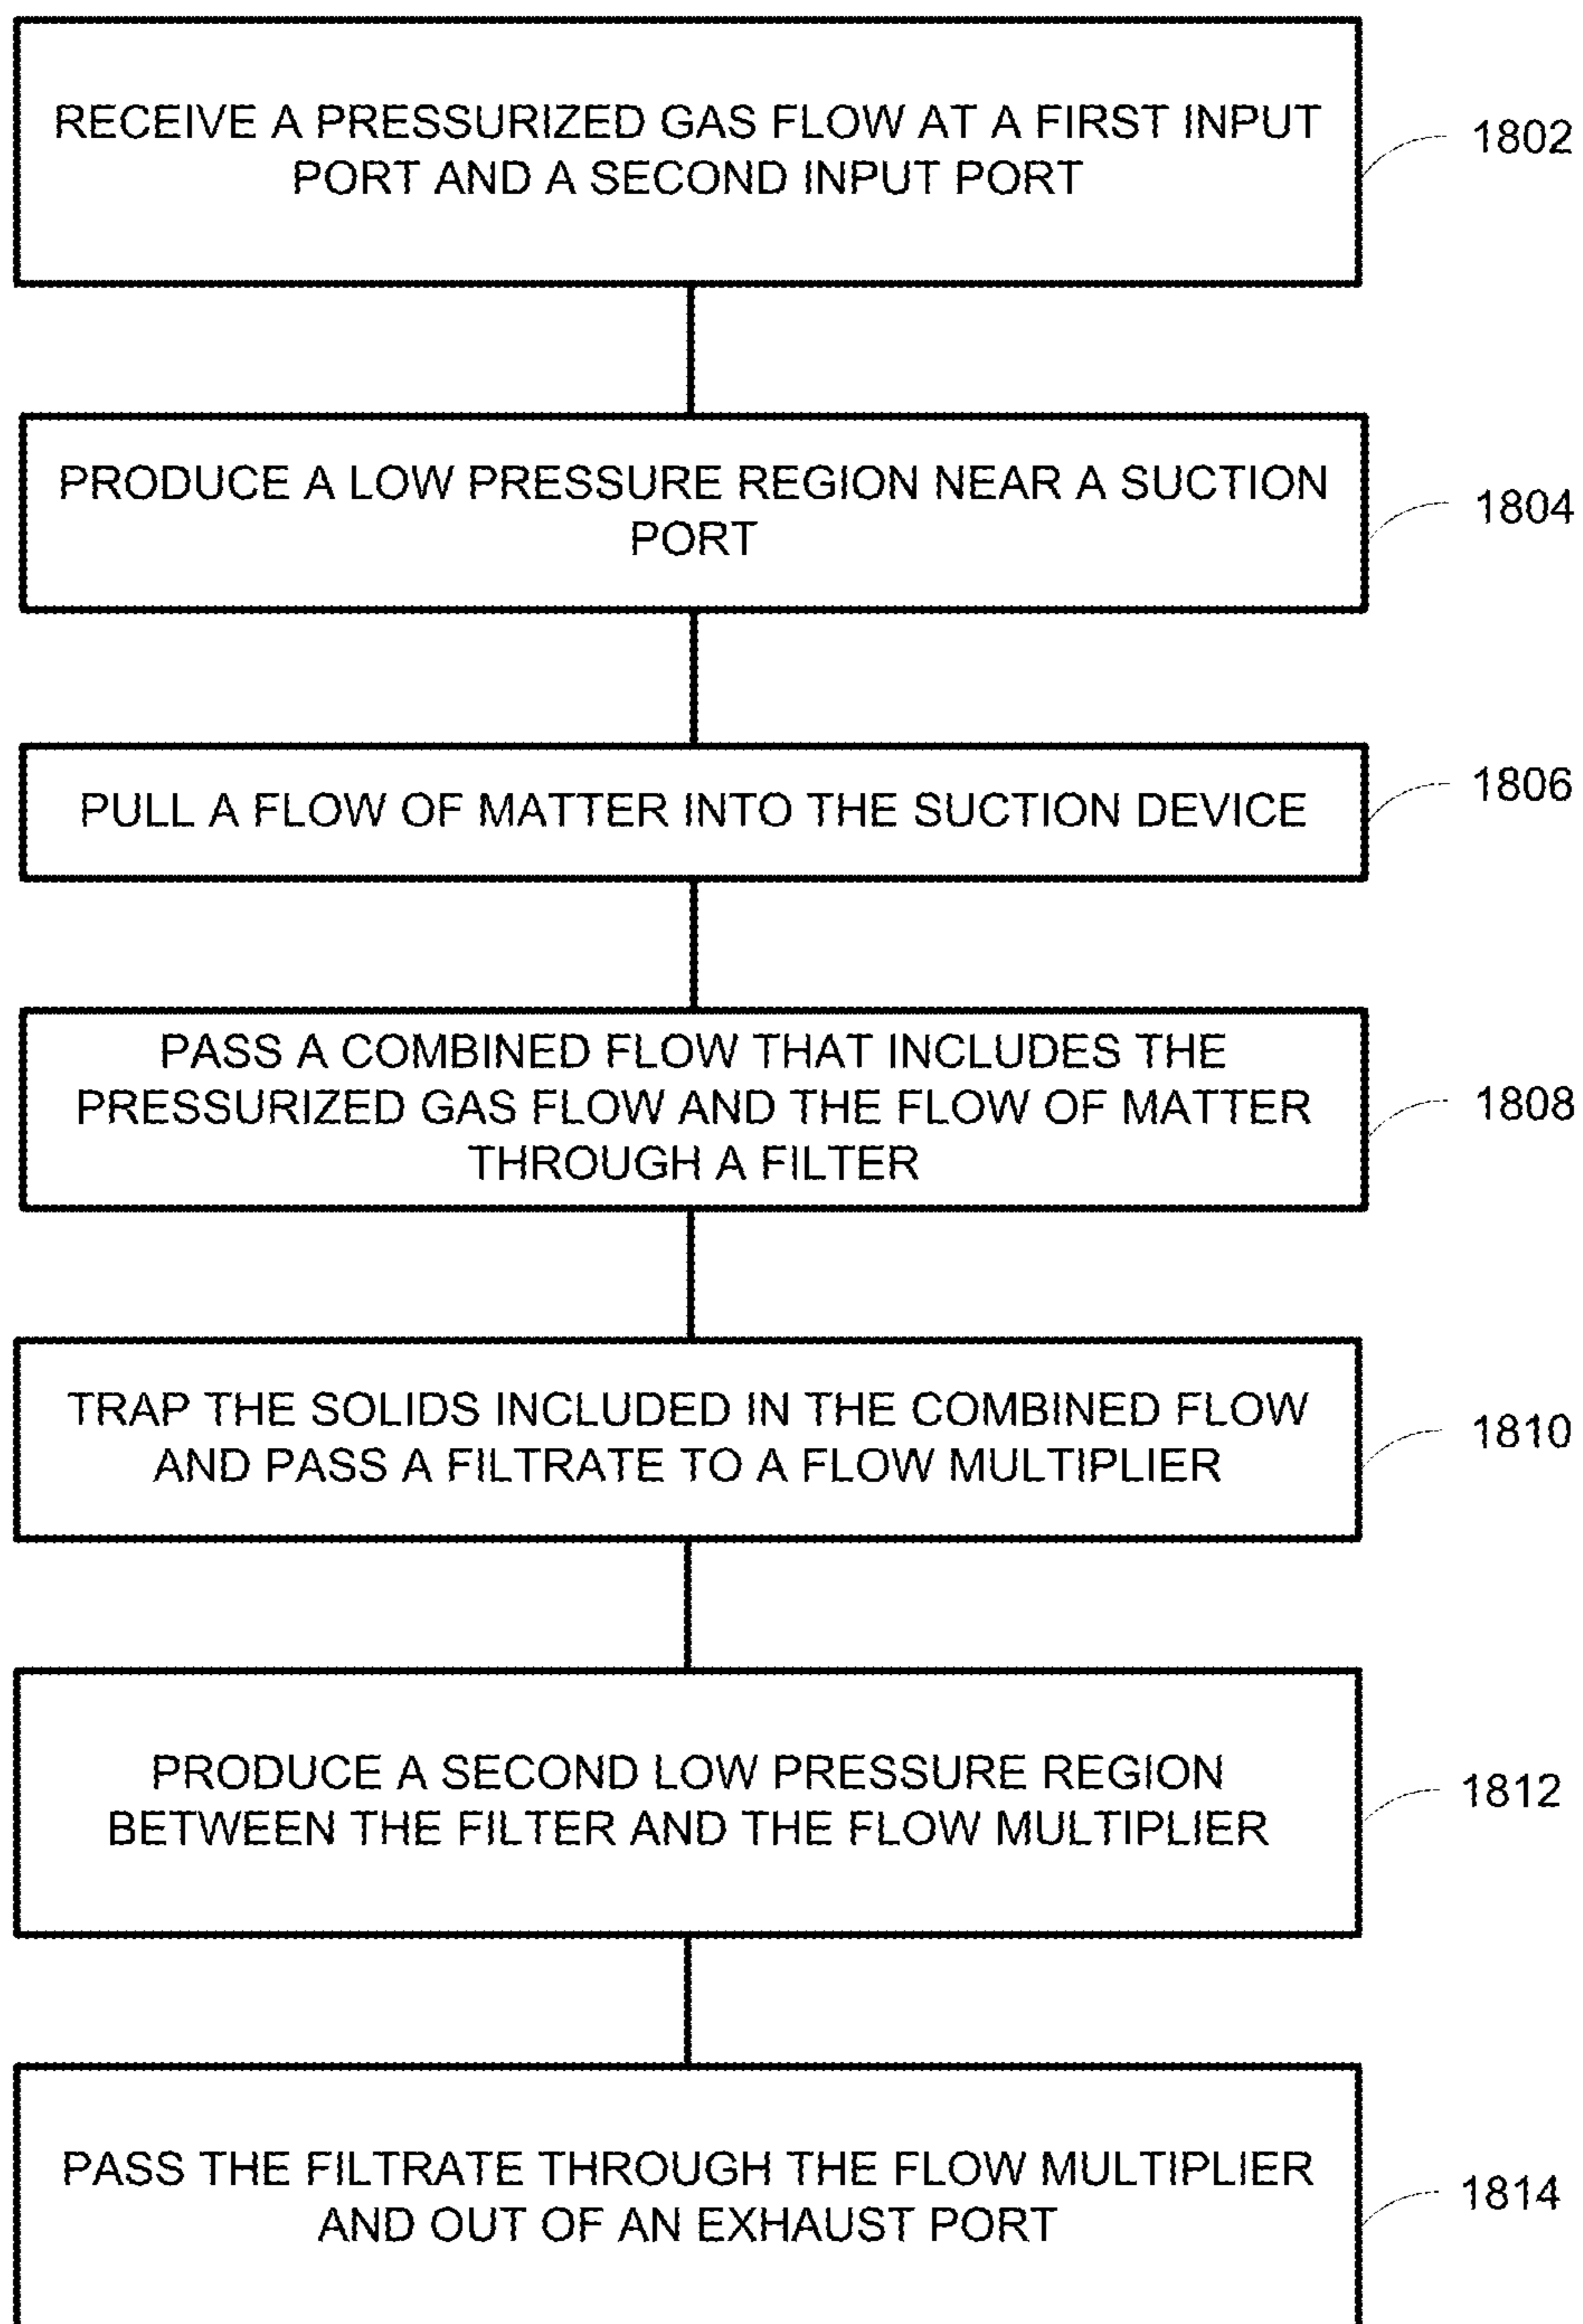 RECEIVE A PRESSURIZED GAS FLOW AT A FIRST INPUT
PORT AND A SECOND INPUT PORT
1802
PRODUCE A LOW PRESSURE REGION NEAR A SUCTION
PORT
1804
PULL A FLOW OF MATTER INTO THE SUCTION DEVICE
1806
PASS A COMBINED FLOW THAT INCLUDES THE
PRESSURIZED GAS FLOW AND THE FLOW OF MATTER
THROUGH A FILTER
1808
TRAP THE SOLIDS INCLUDED IN THE COMBINED FLOW
AND PASS A FILTRATE TO A FLOW MULTIPLIER
1810
PRODUCE A SECOND LOW PRESSURE REGION
BETWEEN THE FILTER AND THE FLOW MULTIPLIER
1812
PASS THE FILTRATE THROUGH THE FLOW MULTIPLIER
AND OUT OF AN EXHAUST PORT
1814